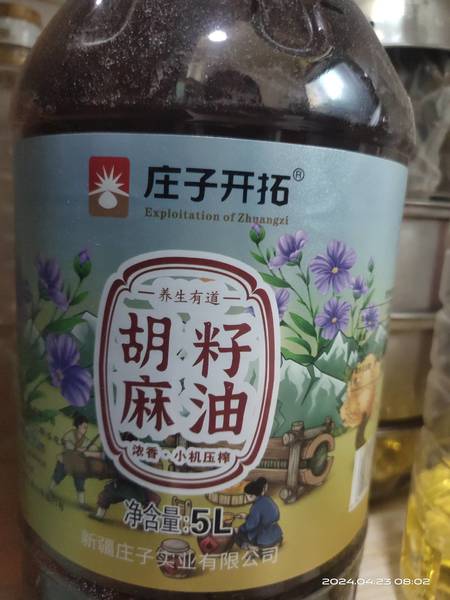 庄子开拓®
Exploitation of Zhuangzi
养生有道
胡麻籽油
浓香·小机压榨
净含量:5L
新疆庄子实业有限公司
2024.04.23 08:02